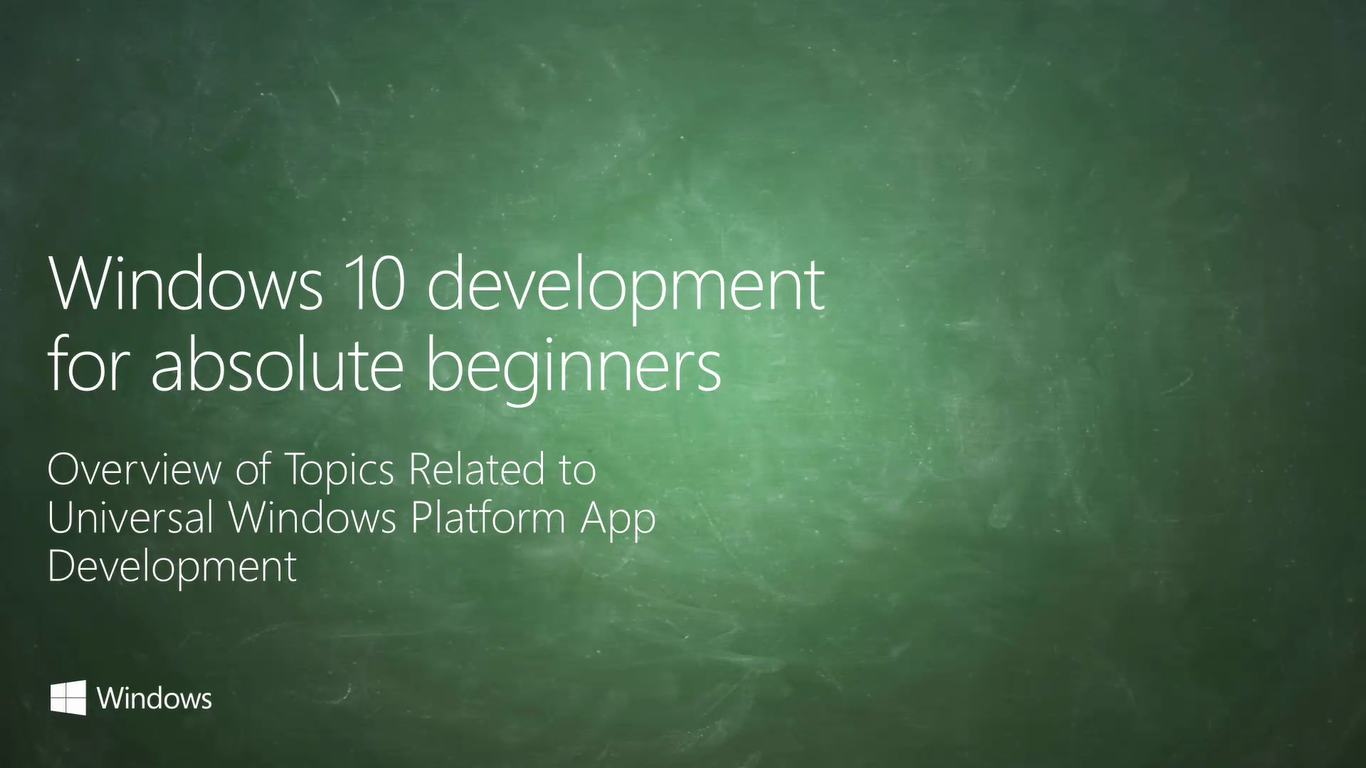 Windows 10 development
for absolute beginners
Overview of Topics Related to
Universal Windows Platform App
Development
Windows